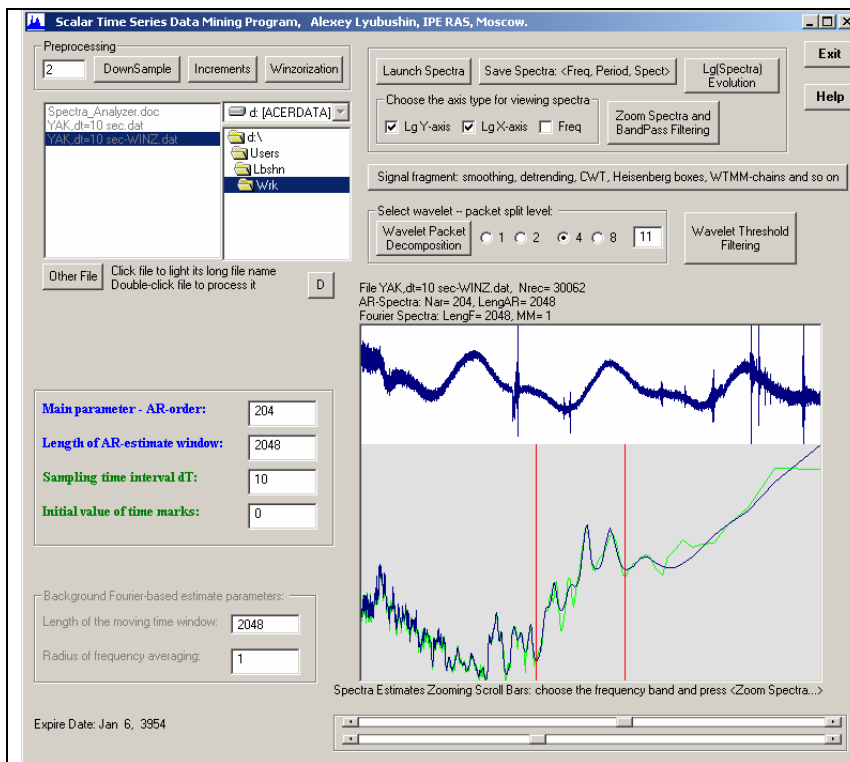 Scalar Time Series Data Mining Program, Alexey Lyubushin, IPE RAS, Moscow.
Preprocessing
2
DownSample
Increments
Winzorization
Launch Spectra
Save Spectra: <Freq, Period, Spect>
Lg(Spectra)
Evolution
Exit
Help
Choose the axis type for viewing spectra
Lg Y-axis
Lg X-axis
Freq
Zoom Spectra and
BandPass Filtering
Spectra_Analyzer.doc
YAK,dt=10 sec.dat
YAK,dt=10 sec-WINZ.dat
d: [ACERDATA]
d:\
Users
Lbshn
Wrk
Signal fragment: smoothing, detrending, CWT, Heisenberg boxes, WTMM-chains and so on
Select wavelet -- packet split level:
Wavelet Packet
Decomposition
1
2
4
8
11
Wavelet Threshold
Filtering
Other File
Click file to light its long file name
Double-click file to process it
D
File YAK,dt=10 sec-WINZ.dat, Nrec= 30062
AR-Spectra: Nar= 204, LengAR= 2048
Fourier Spectra: LengF= 2048, MM= 1
Main parameter - AR-order:
204
Length of AR-estimate window:
2048
Sampling time interval dT:
10
Initial value of time marks:
0
Background Fourier-based estimate parameters:
Length of the moving time window:
2048
Radius of frequency averaging:
1
Spectra Estimates Zooming Scroll Bars: choose the frequency band and press <Zoom Spectra...>
Expire Date: Jan 6, 3954